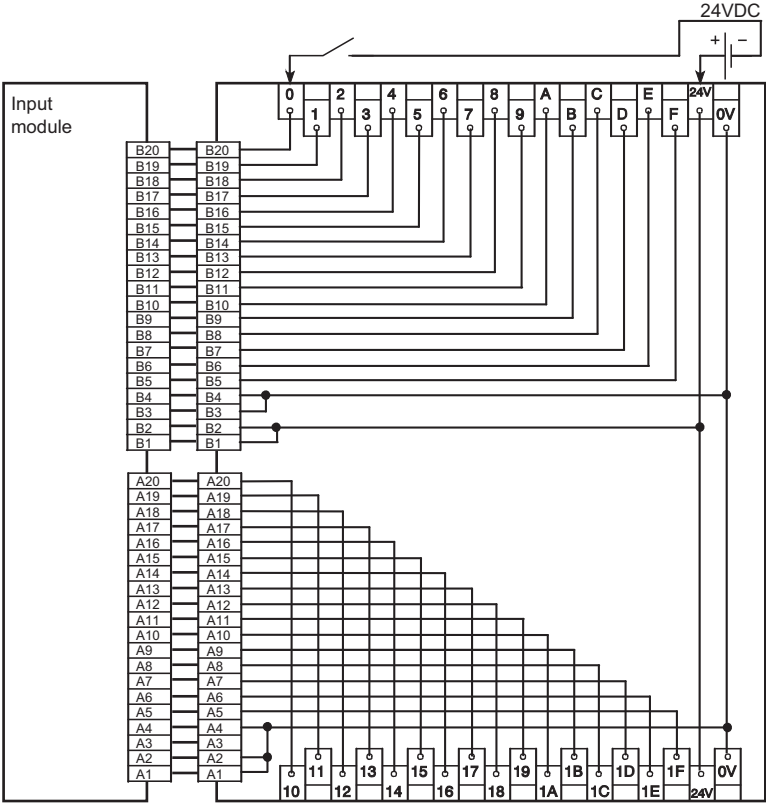 24VDC
+ −
Input
module
0 2 4 6 8 A C E 24V
1 3 5 7 9 B D F 0V
B20 B20
B19 B19
B18 B18
B17 B17
B16 B16
B15 B15
B14 B14
B13 B13
B12 B12
B11 B11
B10 B10
B9 B9
B8 B8
B7 B7
B6 B6
B5 B5
B4 B4
B3 B3
B2 B2
B1 B1
A20 A20
A19 A19
A18 A18
A17 A17
A16 A16
A15 A15
A14 A14
A13 A13
A12 A12
A11 A11
A10 A10
A9 A9
A8 A8
A7 A7
A6 A6
A5 A5
A4 A4
A3 A3
A2 A2
A1 A1
11 13 15 17 19 1B 1D 1F 0V
10 12 14 16 18 1A 1C 1E 24V